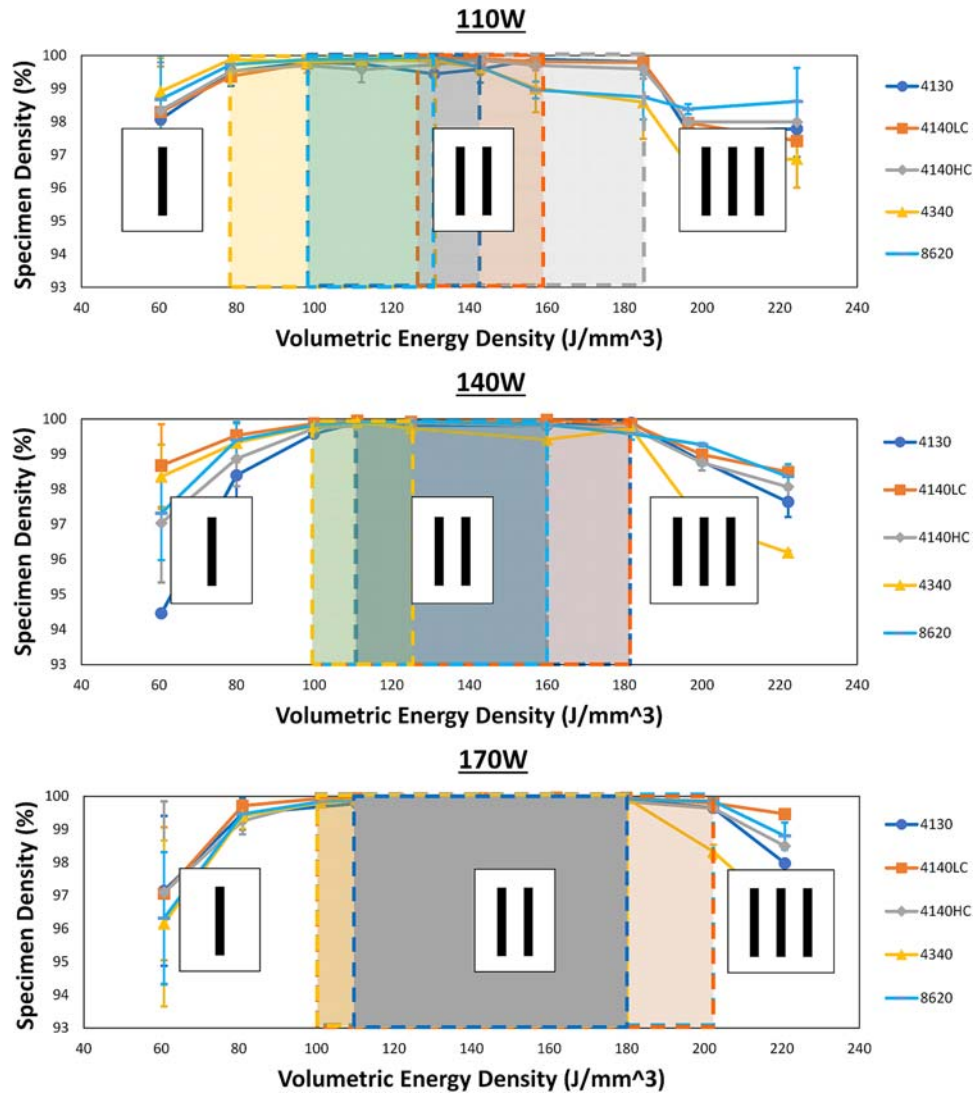 110W
Specimen Density (%)
100
99
98
97
96
95
94
93
40 60 80 100 120 140 160 180 200 220 240
Volumetric Energy Density (J/mm^3)
I
II
III
4130
4140LC
4140HC
4340
8620
140W
Specimen Density (%)
100
99
98
97
96
95
94
93
40 60 80 100 120 140 160 180 200 220 240
Volumetric Energy Density (J/mm^3)
I
II
III
4130
4140LC
4140HC
4340
8620
170W
Specimen Density (%)
100
99
98
97
96
95
94
93
40 60 80 100 120 140 160 180 200 220 240
Volumetric Energy Density (J/mm^3)
I
II
III
4130
4140LC
4140HC
4340
8620